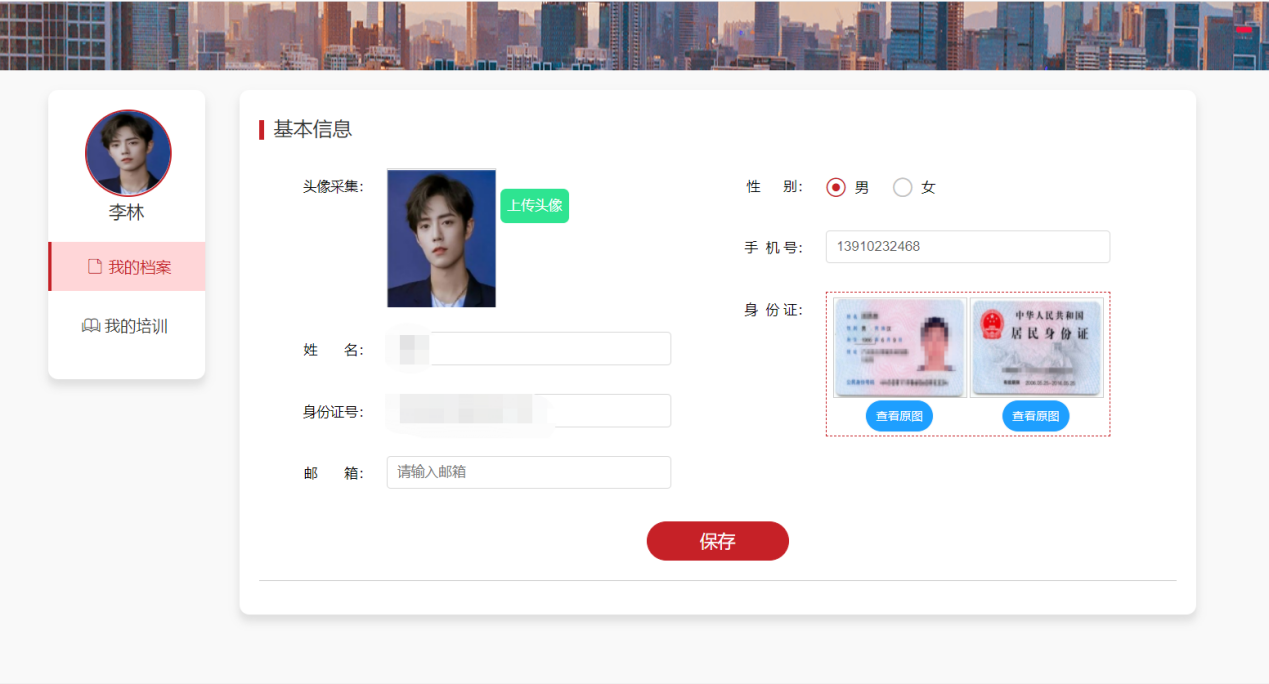 李林
我的档案
我的培训
基本信息
头像采集:
上传头像
姓 名:
身份证号:
邮 箱:
请输入邮箱
性 别:
男
女
手 机 号:
13910232468
身 份 证:
中华人民共和国
居 民 身 份 证
查看原图
查看原图
保存